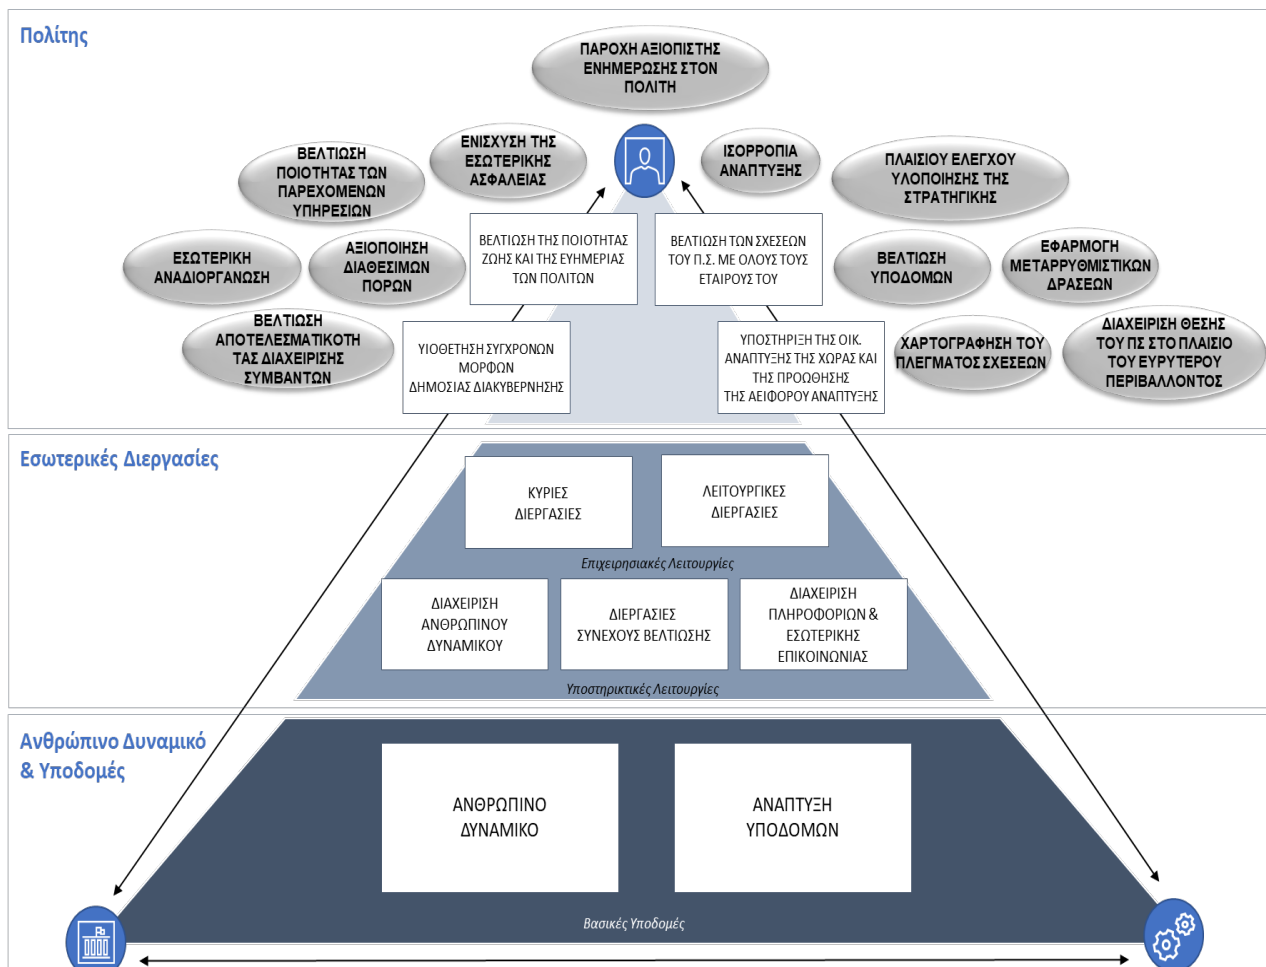 Πολίτης
ΠΑΡΟΧΗ ΑΞΙΟΠΙΣΤΗΣ
ΕΝΗΜΕΡΩΣΗΣ ΣΤΟΝ
ΠΟΛΙΤΗ
ΕΝΙΣΧΥΣΗ ΤΗΣ
ΕΣΩΤΕΡΙΚΗΣ
ΑΣΦΑΛΕΙΑΣ
ΙΣΟΡΡΟΠΙΑ
ΑΝΑΠΤΥΞΗΣ
ΒΕΛΤΙΩΣΗ
ΠΟΙΟΤΗΤΑΣ ΤΩΝ
ΠΑΡΕΧΟΜΕΝΩΝ
ΥΠΗΡΕΣΙΩΝ
ΠΛΑΙΣΙΟΥ ΕΛΕΓΧΟΥ
ΥΛΟΠΟΙΗΣΗΣ ΤΗΣ
ΣΤΡΑΤΗΓΙΚΗΣ
ΕΣΩΤΕΡΙΚΗ
ΑΝΑΔΙΟΡΓΑΝΩΣΗ
ΑΞΙΟΠΟΙΗΣΗ
ΔΙΑΘΕΣΙΜΩΝ
ΠΟΡΩΝ
ΒΕΛΤΙΩΣΗ ΤΗΣ ΠΟΙΟΤΗΤΑΣ
ΖΩΗΣ ΚΑΙ ΤΗΣ ΕΥΗΜΕΡΙΑΣ
ΤΩΝ ΠΟΛΙΤΩΝ
ΒΕΛΤΙΩΣΗ ΤΩΝ ΣΧΕΣΕΩΝ
ΤΟΥ Π.Σ. ΜΕ ΟΛΟΥΣ ΤΟΥΣ
ΕΤΑΙΡΟΥΣ ΤΟΥ
ΒΕΛΤΙΩΣΗ
ΥΠΟΔΟΜΩΝ
ΕΦΑΡΜΟΓΗ
ΜΕΤΑΡΡΥΘΜΙΣΤΙΚΩΝ
ΔΡΑΣΕΩΝ
ΒΕΛΤΙΩΣΗ
ΑΠΟΤΕΛΕΣΜΑΤΙΚΟΤΗ
ΤΑΣ ΔΙΑΧΕΙΡΙΣΗΣ
ΣΥΜΒΑΝΤΩΝ
ΥΙΟΘΕΤΗΣΗ ΣΥΓΧΡΟΝΩΝ
ΜΟΡΦΩΝ
ΔΗΜΟΣΙΑΣ ΔΙΑΚΥΒΕΡΝΗΣΗΣ
ΥΠΟΣΤΗΡΙΞΗ ΤΗΣ ΟΙΚ.
ΑΝΑΠΤΥΞΗΣ ΤΗΣ ΧΩΡΑΣ ΚΑΙ
ΤΗΣ ΠΡΟΩΘΗΣΗΣ
ΤΗΣ ΑΕΙΦΟΡΟΥ ΑΝΑΠΤΥΞΗΣ
ΧΑΡΤΟΓΡΑΦΗΣΗ ΤΟΥ
ΠΛΕΓΜΑΤΟΣ ΣΧΕΣΕΩΝ
ΔΙΑΧΕΙΡΙΣΗ ΘΕΣΗΣ
ΤΟΥ ΠΣ ΣΤΟ ΠΛΑΙΣΙΟ
ΤΟΥ ΕΥΡΥΤΕΡΟΥ
ΠΕΡΙΒΑΛΛΟΝΤΟΣ
Εσωτερικές Διεργασίες
ΚΥΡΙΕΣ
ΔΙΕΡΓΑΣΙΕΣ
ΛΕΙΤΟΥΡΓΙΚΕΣ
ΔΙΕΡΓΑΣΙΕΣ
Επιχειρησιακές Λειτουργίες
ΔΙΑΧΕΙΡΙΣΗ
ΑΝΘΡΩΠΙΝΟΥ
ΔΥΝΑΜΙΚΟΥ
ΔΙΕΡΓΑΣΙΕΣ
ΣΥΝΕΧΟΥΣ ΒΕΛΤΙΩΣΗΣ
ΔΙΑΧΕΙΡΙΣΗ
ΠΛΗΡΟΦΟΡΙΩΝ &
ΕΣΩΤΕΡΙΚΗΣ
ΕΠΙΚΟΙΝΩΝΙΑΣ
Υποστηρικτικές Λειτουργίες
Ανθρώπινο Δυναμικό
& Υποδομές
ΑΝΘΡΩΠΙΝΟ
ΔΥΝΑΜΙΚΟ
ΑΝΑΠΤΥΞΗ
ΥΠΟΔΟΜΩΝ
Βασικές Υποδομές